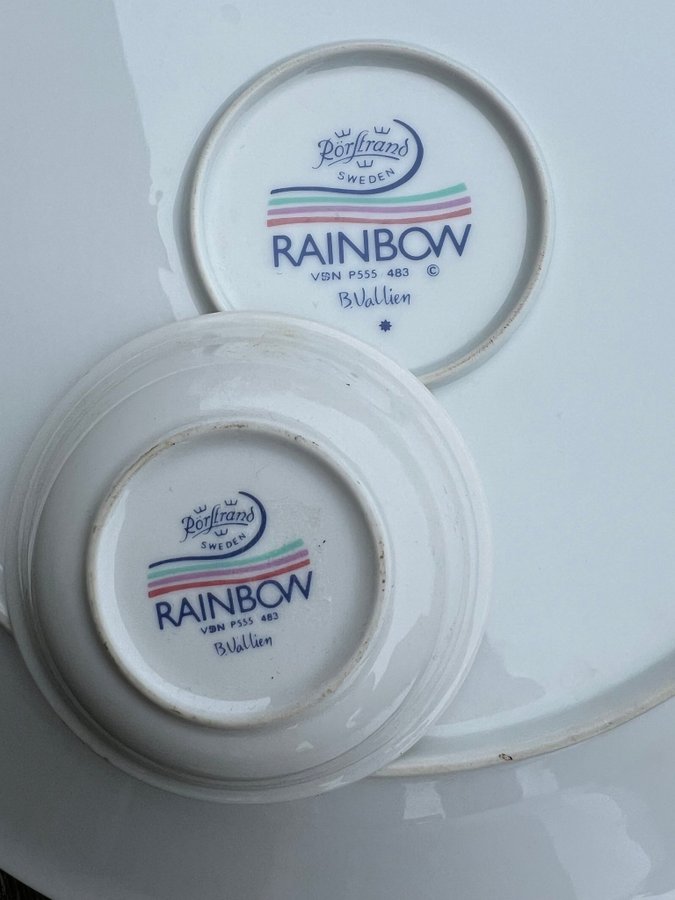 Rörstrand
SWEDEN
RAINBOW
VDN P555 483 ©
B.Vallien
Rörstrand
SWEDEN
RAINBOW
VDN P555 483
B.Vallien